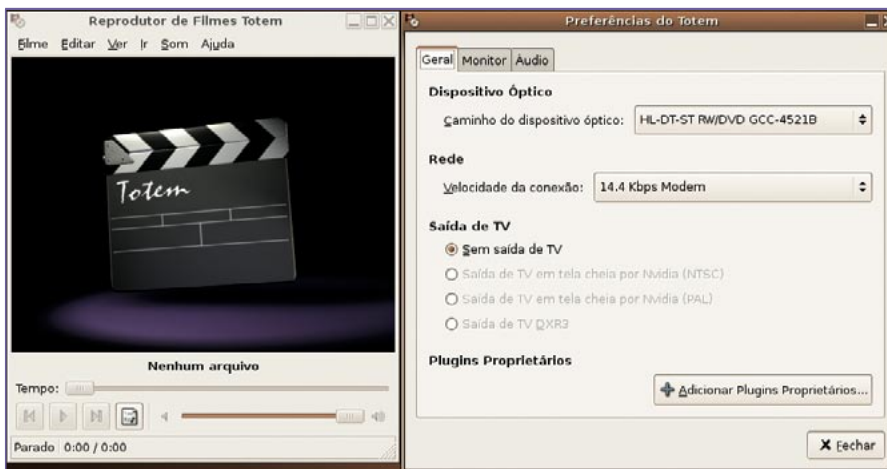 Reprodutor de Filmes Totem
Filme Editar Ver Ir Som Ajuda
Totem
Nenhum arquivo
Tempo:
Parado 0:00 / 0:00
Preferências do Totem
Geral Monitor Áudio
Dispositivo Óptico
Caminho do dispositivo óptico: HL-DT-ST RW/DVD GCC-4521B
Rede
Velocidade da conexão: 14.4 Kbps Modem
Saída de TV
Sem saída de TV
Saída de TV em tela cheia por Nvidia (NTSC)
Saída de TV em tela cheia por Nvidia (PAL)
Saída de TV DXR3
Plugins Proprietários
Adicionar Plugins Proprietários...
Fechar